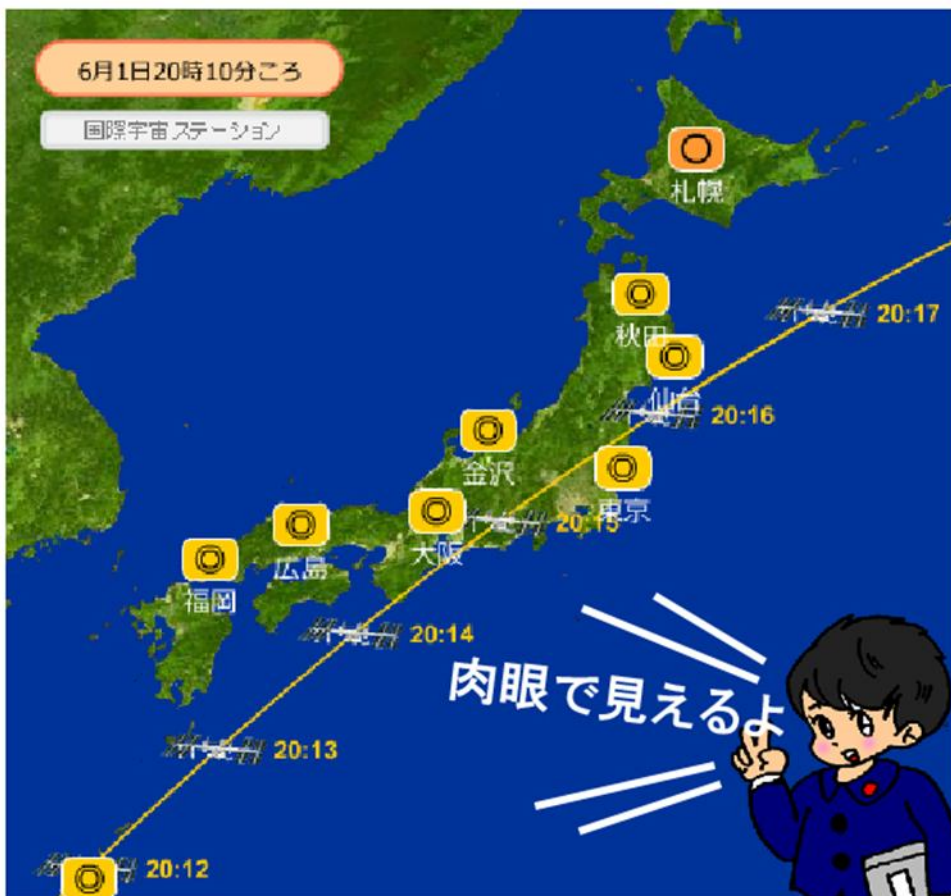 6月1日20時10分ころ
国際宇宙ステーション
札幌
20:17
秋田
仙台
20:16
金沢
東京
20:15
大阪
広島
福岡
20:14
肉眼で見えるよ
20:13
20:12